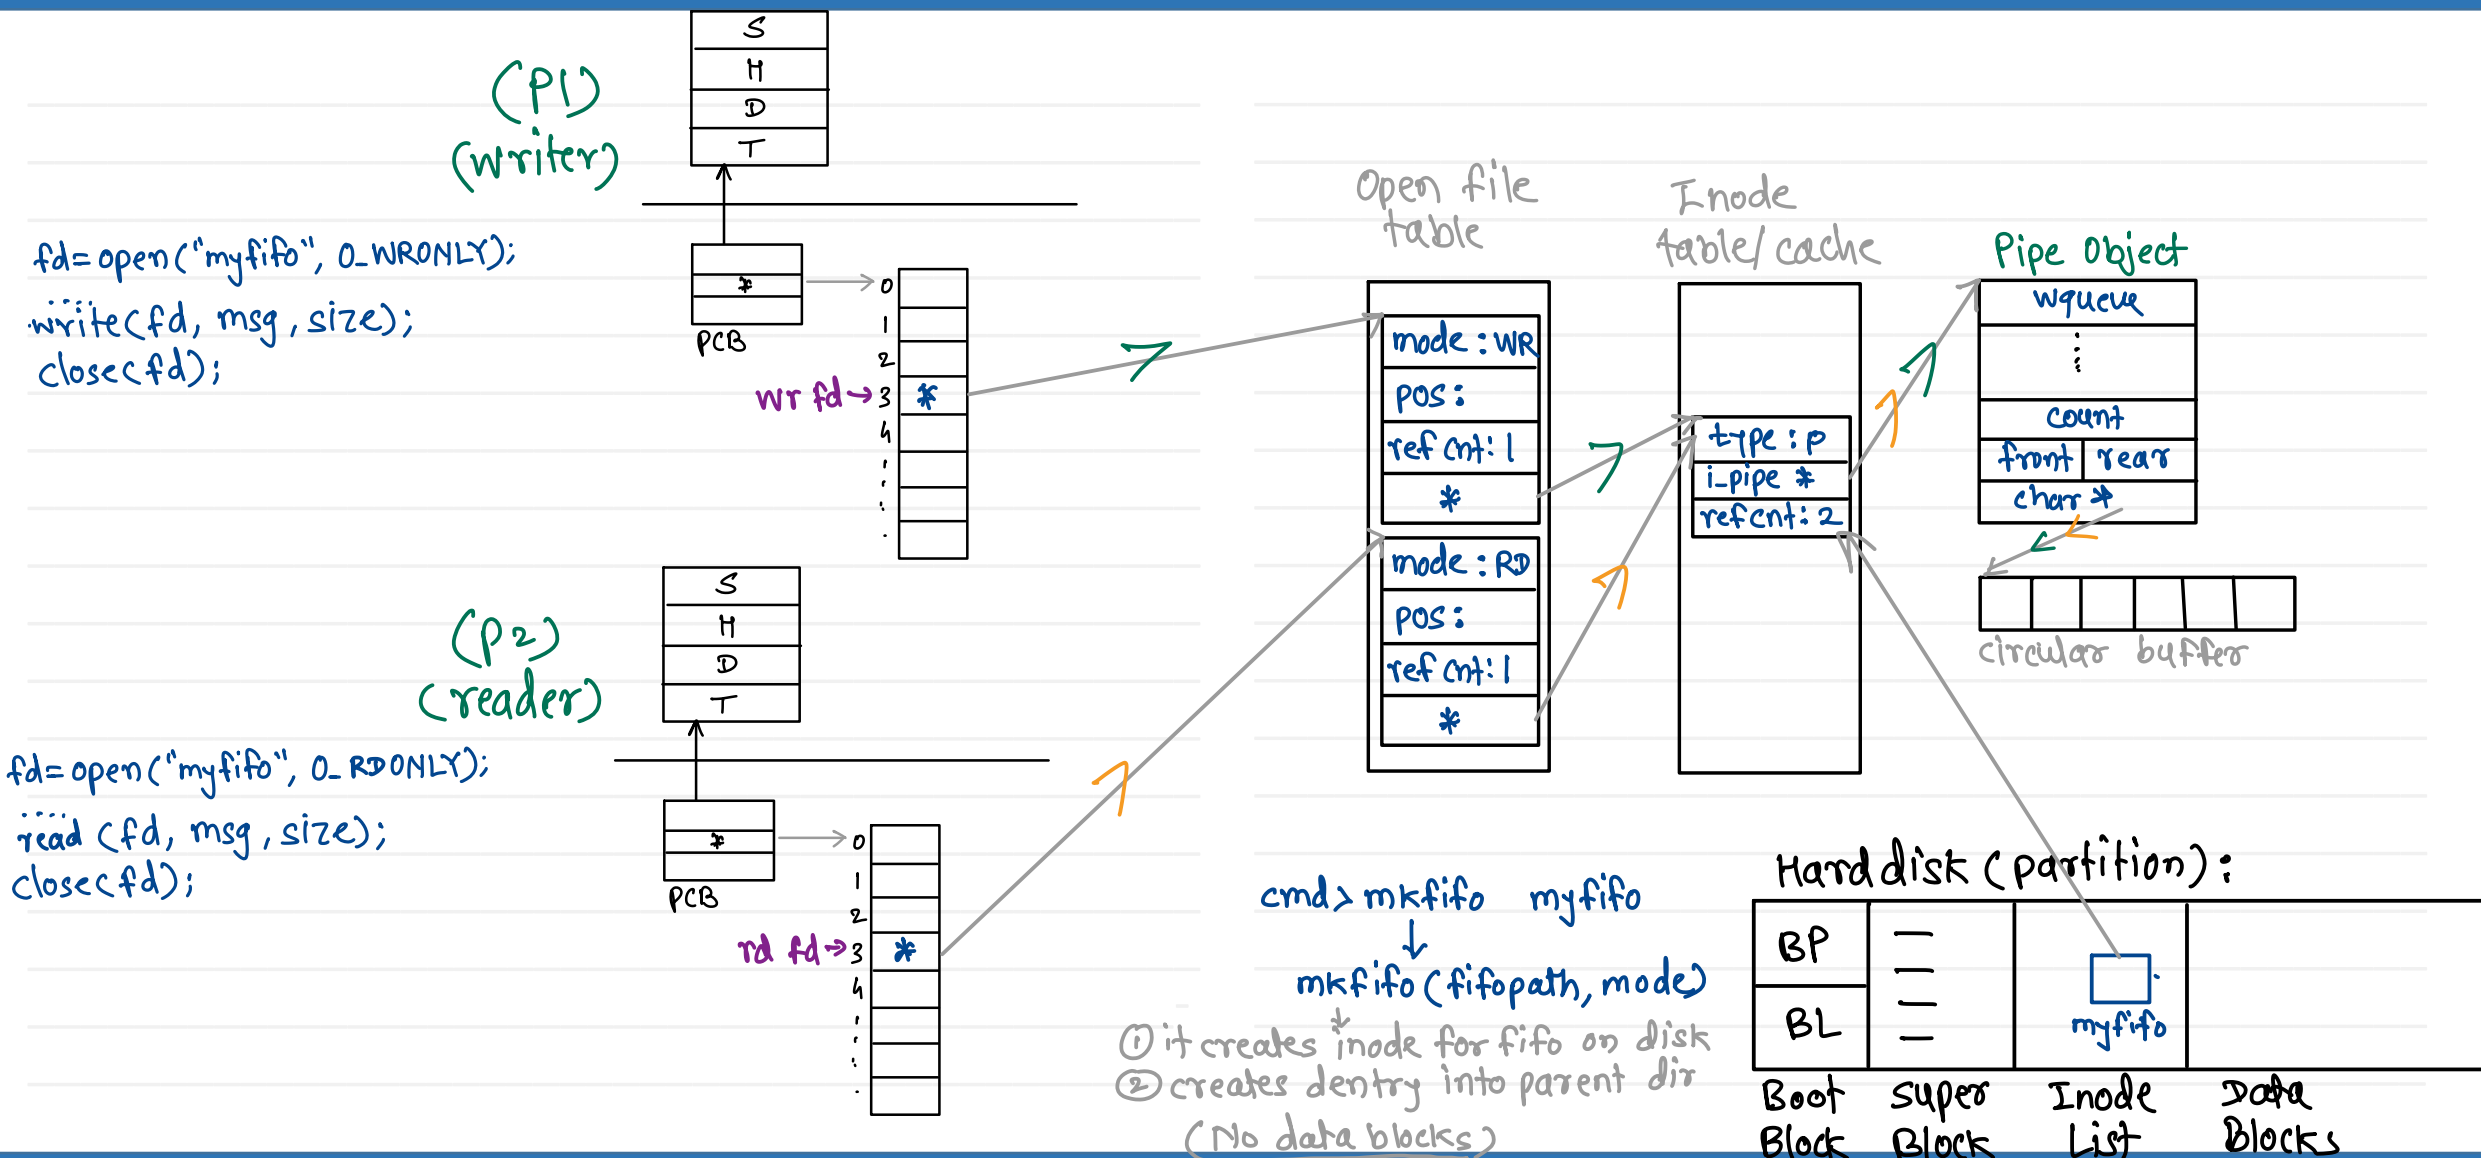 S
H
D
T
(P1)
(writer)
fd=open("myfifo", O_WRONLY);
write(fd, msg, size);
close(fd);
*
PCB
0
1
2
wr fd→3 *
4
S
H
D
T
(P2)
(reader)
fd=open("myfifo", O_RDONLY);
read (fd, msg, size);
close(fd);
*
PCB
0
1
2
rd fd→3 *
4
Open file
table
mode : WR
pos :
ref cnt: 1
*
mode : RD
pos :
ref cnt: 1
*
Inode
table/cache
type : p
i_pipe *
ref cnt: 2
Pipe Object
wqueue
count
front rear
char *
circular buffer
cmd> mkfifo myfifo
↓
mkfifo(fifopath, mode)
↓
① it creates inode for fifo on disk
② creates dentry into parent dir
(No data blocks)
Harddisk (partition):
BP
BL
myfifo
Boot
Block
Super
Block
Inode
List
Data
Blocks